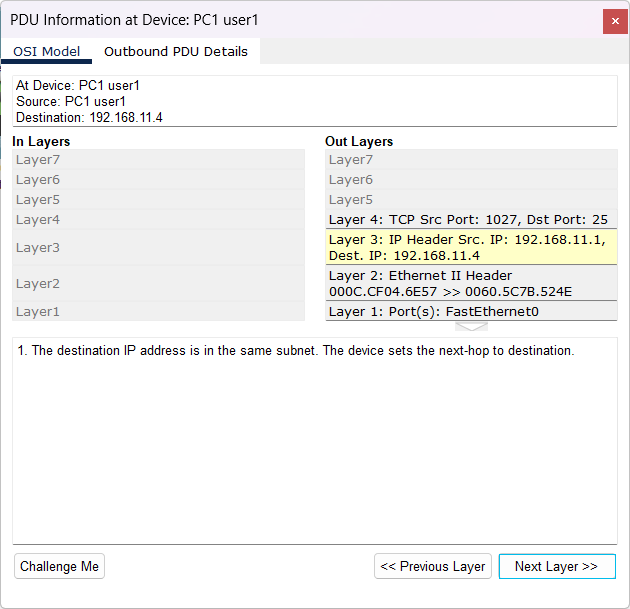 PDU Information at Device: PC1 user1
OSI Model
Outbound PDU Details
At Device: PC1 user1
Source: PC1 user1
Destination: 192.168.11.4
In Layers
Layer7
Layer6
Layer5
Layer4
Layer3
Layer2
Layer1
Out Layers
Layer7
Layer6
Layer5
Layer 4: TCP Src Port: 1027, Dst Port: 25
Layer 3: IP Header Src. IP: 192.168.11.1,
Dest. IP: 192.168.11.4
Layer 2: Ethernet II Header
000C.CF04.6E57 >> 0060.5C7B.524E
Layer 1: Port(s): FastEthernet0
1. The destination IP address is in the same subnet. The device sets the next-hop to destination.
Challenge Me
<< Previous Layer
Next Layer >>